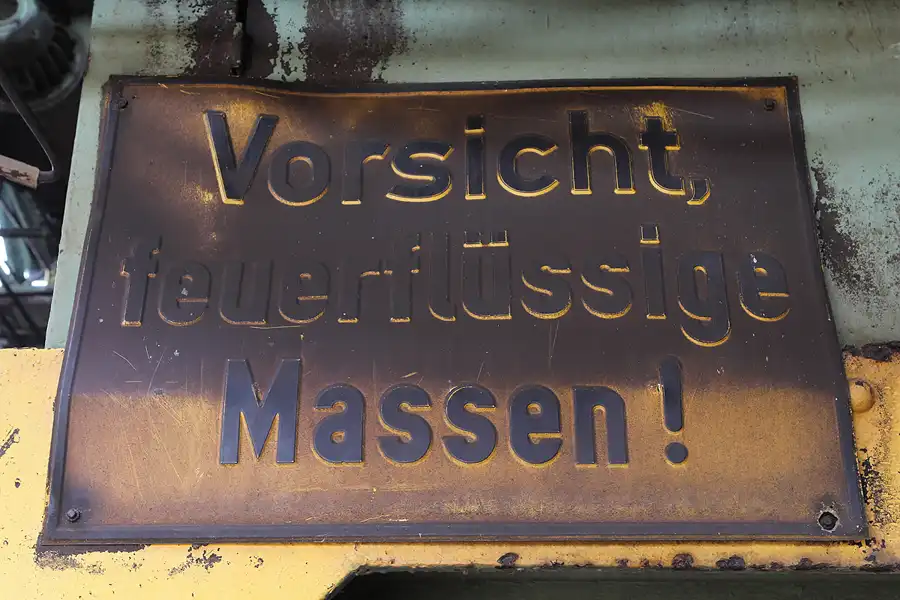 Vorsicht,
feuerflüssige
Massen!